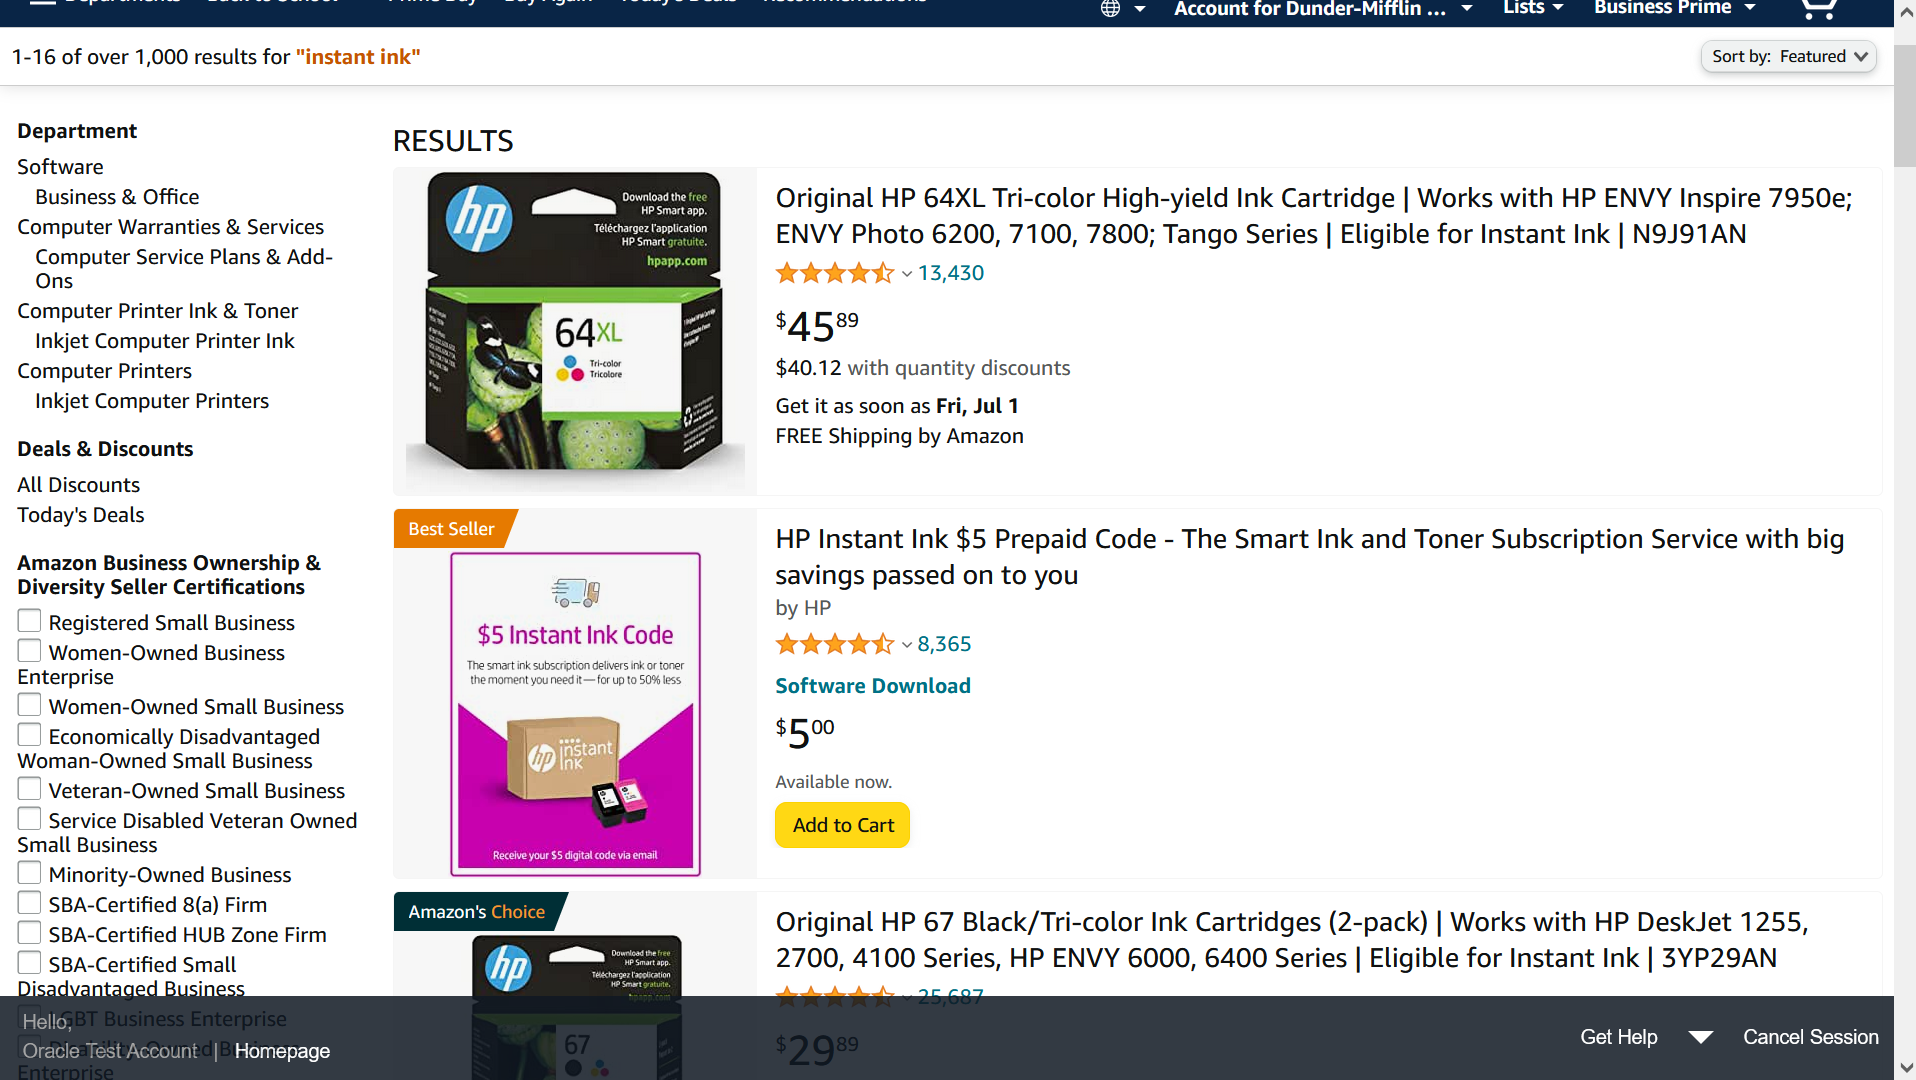 Account for Dunder-Mifflin ...
Lists
Business Prime
1-16 of over 1,000 results for "instant ink"
Sort by: Featured
Department
Software
Business & Office
Computer Warranties & Services
Computer Service Plans & Add-
Ons
Computer Printer Ink & Toner
Inkjet Computer Printer Ink
Computer Printers
Inkjet Computer Printers
Deals & Discounts
All Discounts
Today's Deals
Amazon Business Ownership &
Diversity Seller Certifications
Registered Small Business
Women-Owned Business
Enterprise
Women-Owned Small Business
Economically Disadvantaged
Woman-Owned Small Business
Veteran-Owned Small Business
Service Disabled Veteran Owned
Small Business
Minority-Owned Business
SBA-Certified 8(a) Firm
SBA-Certified HUB Zone Firm
SBA-Certified Small
Disadvantaged Business
LGBT Business Enterprise
Enterprise
RESULTS
hp
Download the free
HP Smart app.
Téléchargez l'application
HP Smart gratuite.
hpapp.com
64XL
Tri-color
Tricolore
Original HP 64XL Tri-color High-yield Ink Cartridge | Works with HP ENVY Inspire 7950e;
ENVY Photo 6200, 7100, 7800; Tango Series | Eligible for Instant Ink | N9J91AN
13,430
$45 89
$40.12 with quantity discounts
Get it as soon as Fri, Jul 1
FREE Shipping by Amazon
Best Seller
$5 Instant Ink Code
The smart ink subscription delivers ink or toner
the moment you need it—for up to 50% less
hp instant
ink
Receive your $5 digital code via email
HP Instant Ink $5 Prepaid Code - The Smart Ink and Toner Subscription Service with big
savings passed on to you
by HP
8,365
Software Download
$5 00
Available now.
Add to Cart
Amazon's Choice
hp
Download the free
HP Smart app.
Téléchargez l'application
HP Smart gratuite.
hpapp.com
67
Original HP 67 Black/Tri-color Ink Cartridges (2-pack) | Works with HP DeskJet 1255,
2700, 4100 Series, HP ENVY 6000, 6400 Series | Eligible for Instant Ink | 3YP29AN
25,687
$29 89
Hello,
Oracle Test Account | Homepage
Get Help
Cancel Session